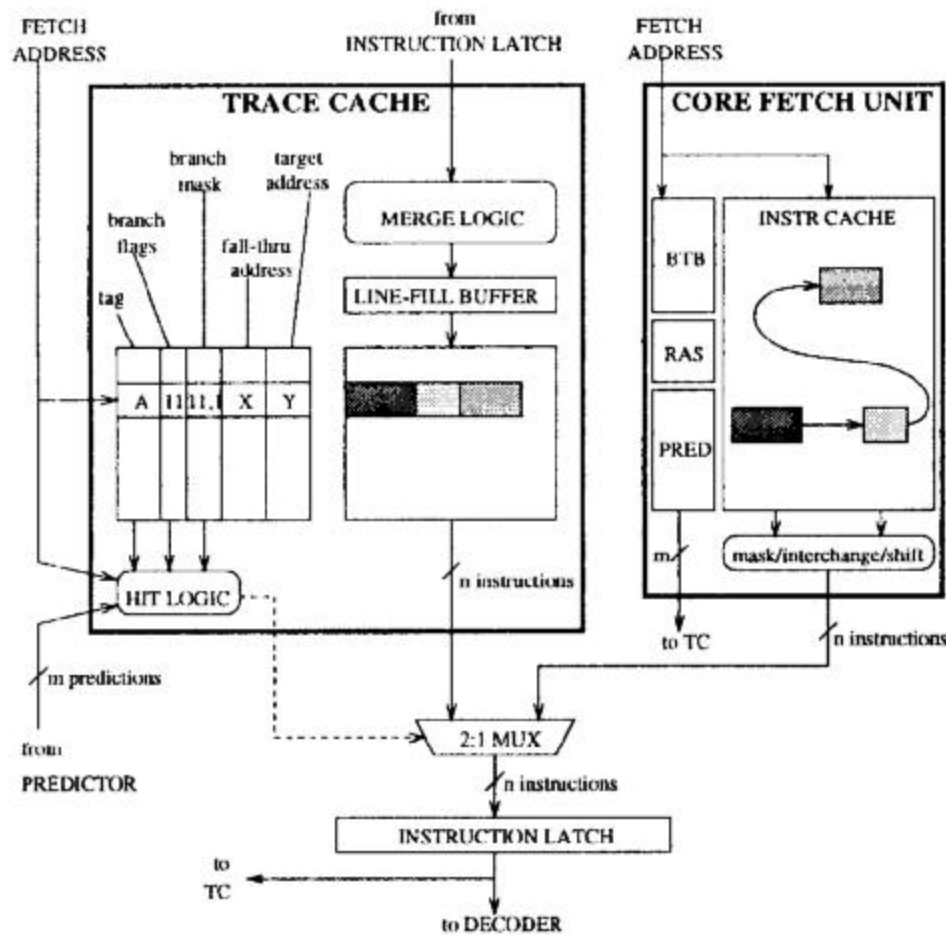 FETCH
ADDRESS
from
INSTRUCTION LATCH
FETCH
ADDRESS
TRACE CACHE
CORE FETCH UNIT
branch
mask
target
address
branch
flags
fall-thru
address
tag
MERGE LOGIC
LINE-FILL BUFFER
INSTR CACHE
BTB
RAS
PRED
A
11
11,1
X
Y
HIT LOGIC
n instructions
m
mask/interchange/shift
to TC
n instructions
m predictions
from
PREDICTOR
2:1 MUX
n instructions
INSTRUCTION LATCH
to
TC
to DECODER